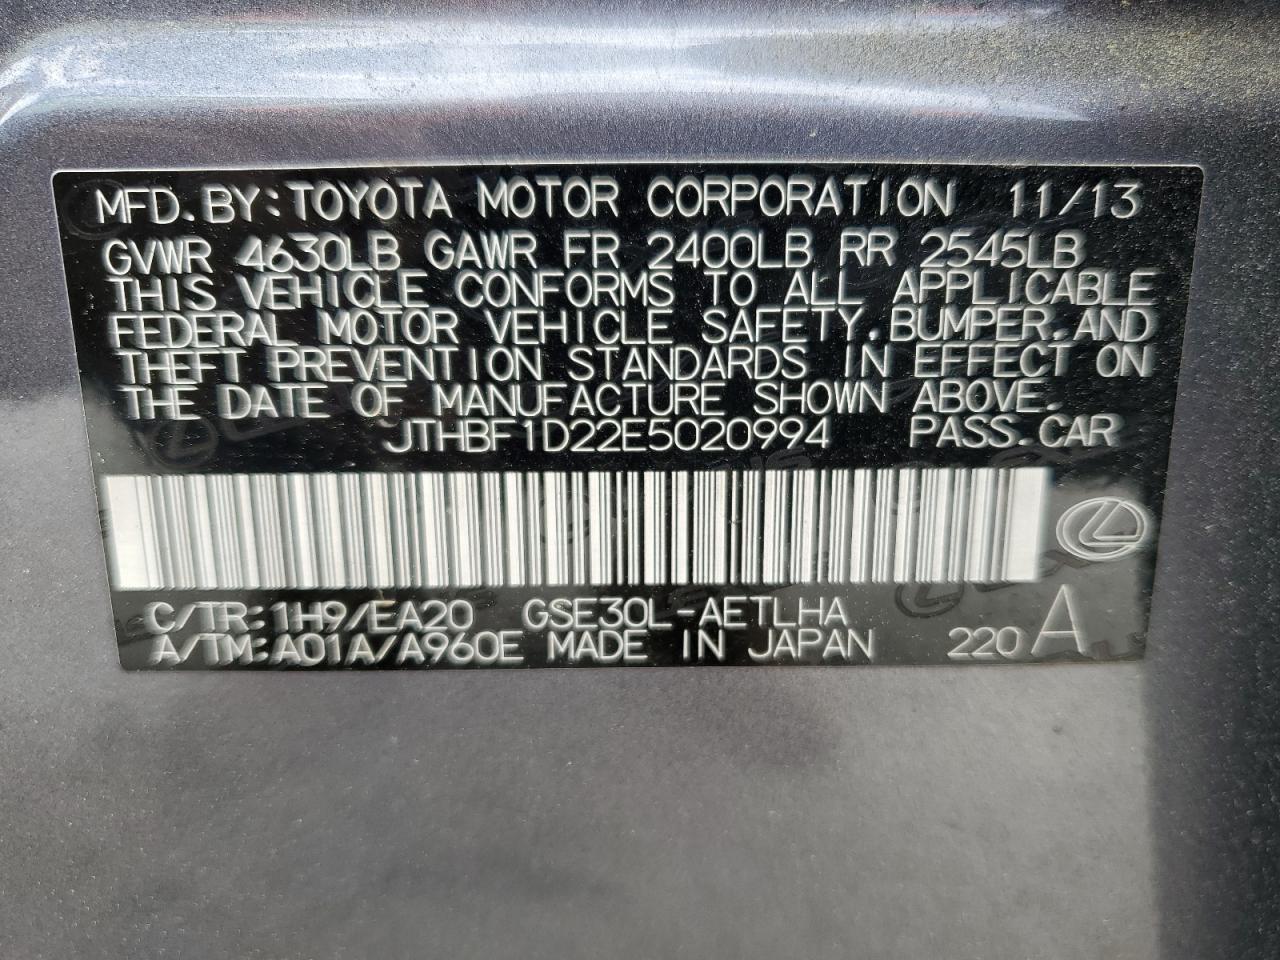 MFD.BY:TOYOTA MOTOR CORPORATION 11/13
GVWR 4630LB GAWR FR 2400LB RR 2545LB
THIS VEHICLE CONFORMS TO ALL APPLICABLE
FEDERAL MOTOR VEHICLE SAFETY.BUMPER.AND
THEFT PREVENTION STANDARDS IN EFFECT ON
THE DATE OF MANUFACTURE SHOWN ABOVE.
JTHBF1D22E5020994 PASS.CAR
C/TR:1H9/EA20 GSE30L-AETLHA
A/TM:A01A/A960E MADE IN JAPAN 220 A